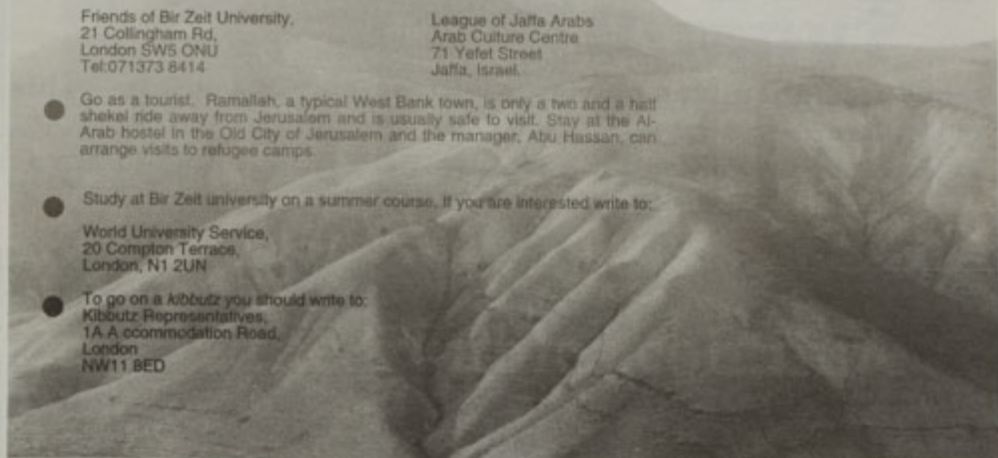 Friends of Bir Zeit University,
21 Collingham Rd,
London SW5 ONU
Tel:071373 8414
League of Jaffa Arabs
Arab Culture Centre
71 Yefet Street
Jaffa, Israel.
Go as a tourist. Ramallah, a typical West Bank town, is only a two and a half
shekel ride away from Jerusalem and is usually safe to visit. Stay at the Al-
Arab hostel in the Old City of Jerusalem and the manager, Abu Hassan, can
arrange visits to refugee camps.
Study at Bir Zeit university on a summer course. If you are interested write to:
World University Service,
20 Compton Terrace,
London, N1 2UN
To go on a kibbutz you should write to:
Kibbutz Representatives,
1A A ccommodation Road,
London
NW11 8ED